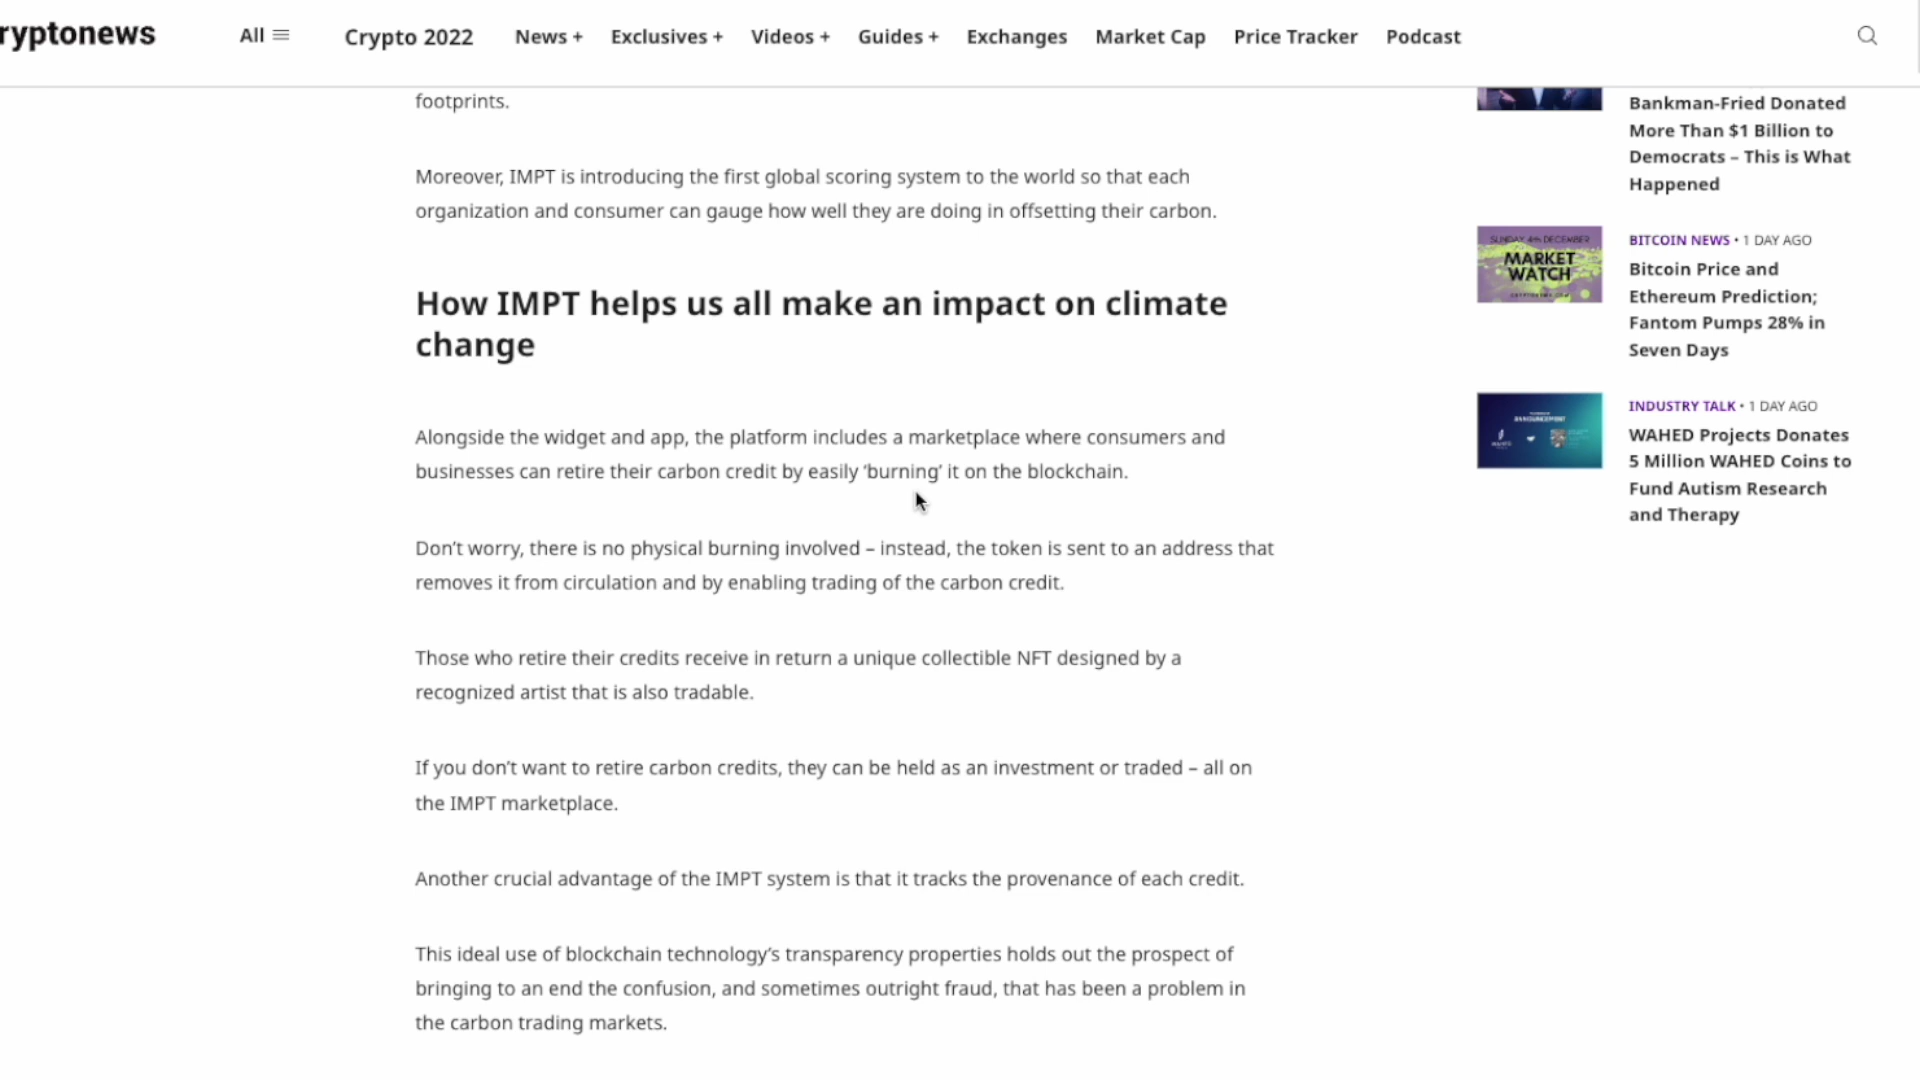 ryptonews
All
Crypto 2022
News +
Exclusives +
Videos +
Guides +
Exchanges
Market Cap
Price Tracker
Podcast
footprints.
Moreover, IMPT is introducing the first global scoring system to the world so that each
organization and consumer can gauge how well they are doing in offsetting their carbon.
How IMPT helps us all make an impact on climate
change
Alongside the widget and app, the platform includes a marketplace where consumers and
businesses can retire their carbon credit by easily ‘burning’ it on the blockchain.
Don’t worry, there is no physical burning involved – instead, the token is sent to an address that
removes it from circulation and by enabling trading of the carbon credit.
Those who retire their credits receive in return a unique collectible NFT designed by a
recognized artist that is also tradable.
If you don’t want to retire carbon credits, they can be held as an investment or traded – all on
the IMPT marketplace.
Another crucial advantage of the IMPT system is that it tracks the provenance of each credit.
This ideal use of blockchain technology’s transparency properties holds out the prospect of
bringing to an end the confusion, and sometimes outright fraud, that has been a problem in
the carbon trading markets.
Bankman-Fried Donated
More Than $1 Billion to
Democrats – This is What
Happened
SUNDAY 4th DECEMBER
MARKET
WATCH
BITCOIN NEWS • 1 DAY AGO
Bitcoin Price and
Ethereum Prediction;
Fantom Pumps 28% in
Seven Days
ANNOUNCEMENT
INDUSTRY TALK • 1 DAY AGO
WAHED Projects Donates
5 Million WAHED Coins to
Fund Autism Research
and Therapy